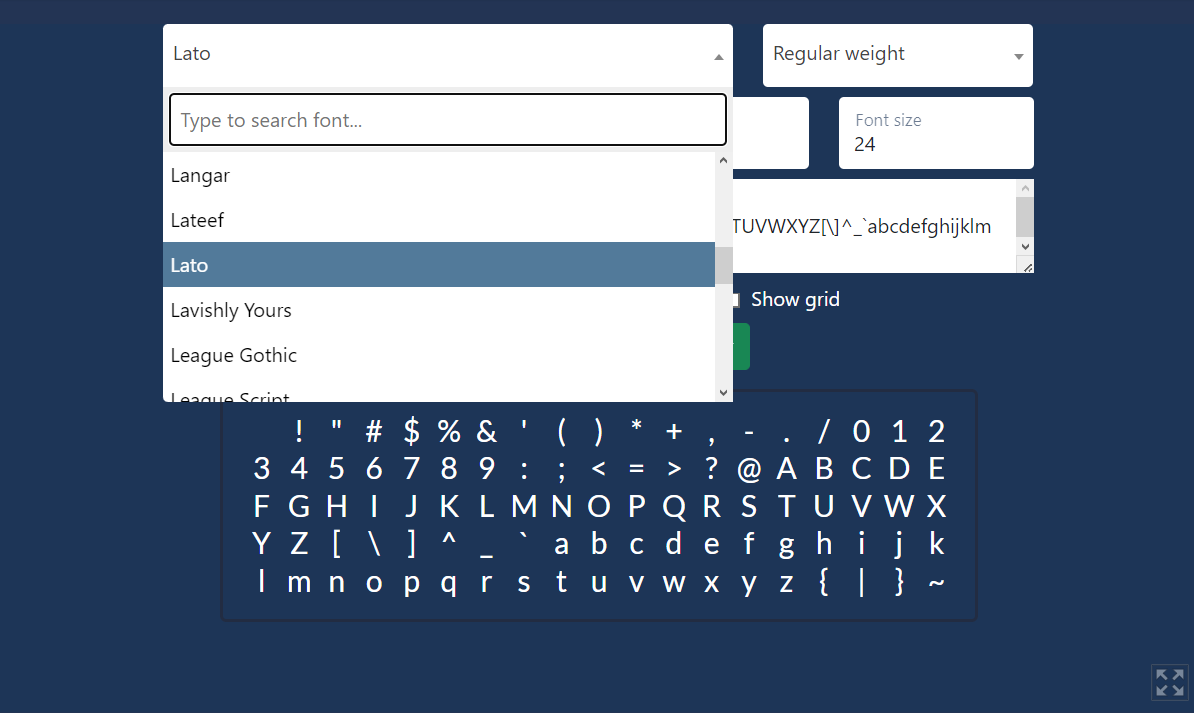 Lato
Regular weight
Type to search font...
Font size
24
Langar
Lateef
Lato
Lavishly Yours
League Gothic
League Script
TUVWXYZ[\]^_`abcdefghijklm
Show grid
! " # $ % & ' ( ) * + , - . / 0 1 2
3 4 5 6 7 8 9 : ; < = > ? @ A B C D E
F G H I J K L M N O P Q R S T U V W X
Y Z [ \ ] ^ _ ` a b c d e f g h i j k
l m n o p q r s t u v w x y z { | } ~